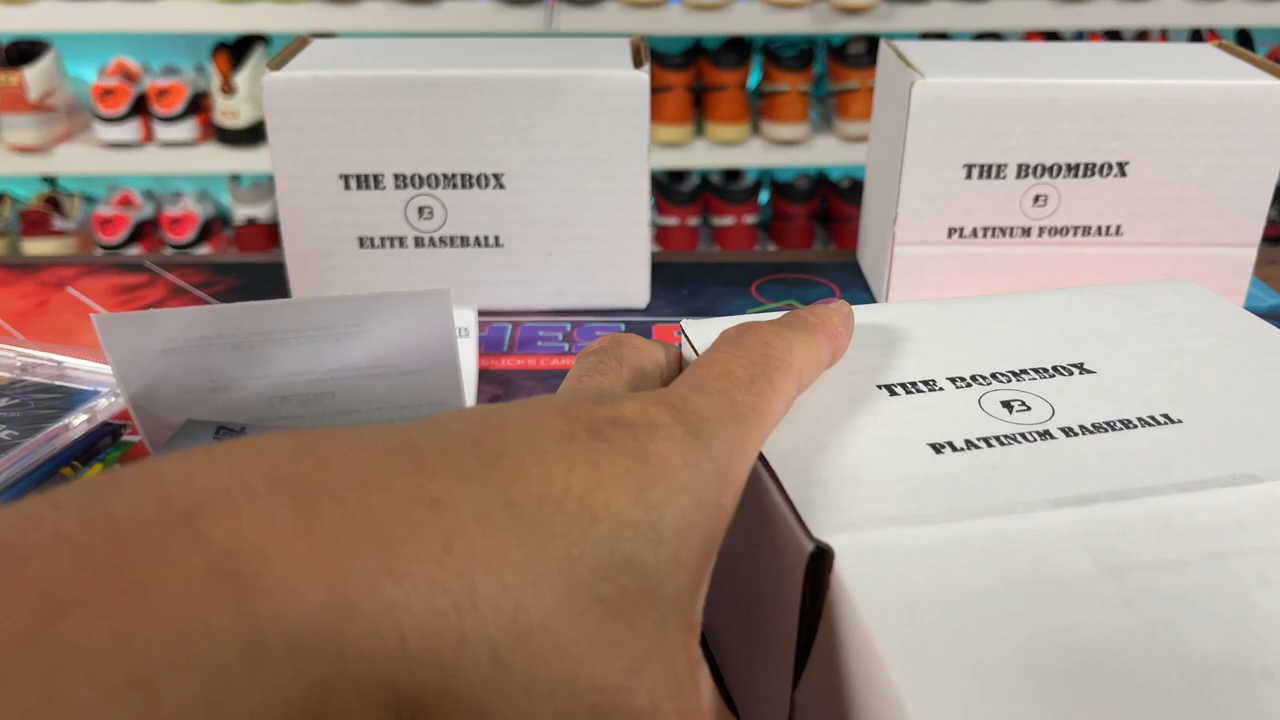 THE BOOMBOX
B
ELITE BASEBALL
THE BOOMBOX
B
PLATINUM FOOTBALL
THE BOOMBOX
B
PLATINUM BASEBALL